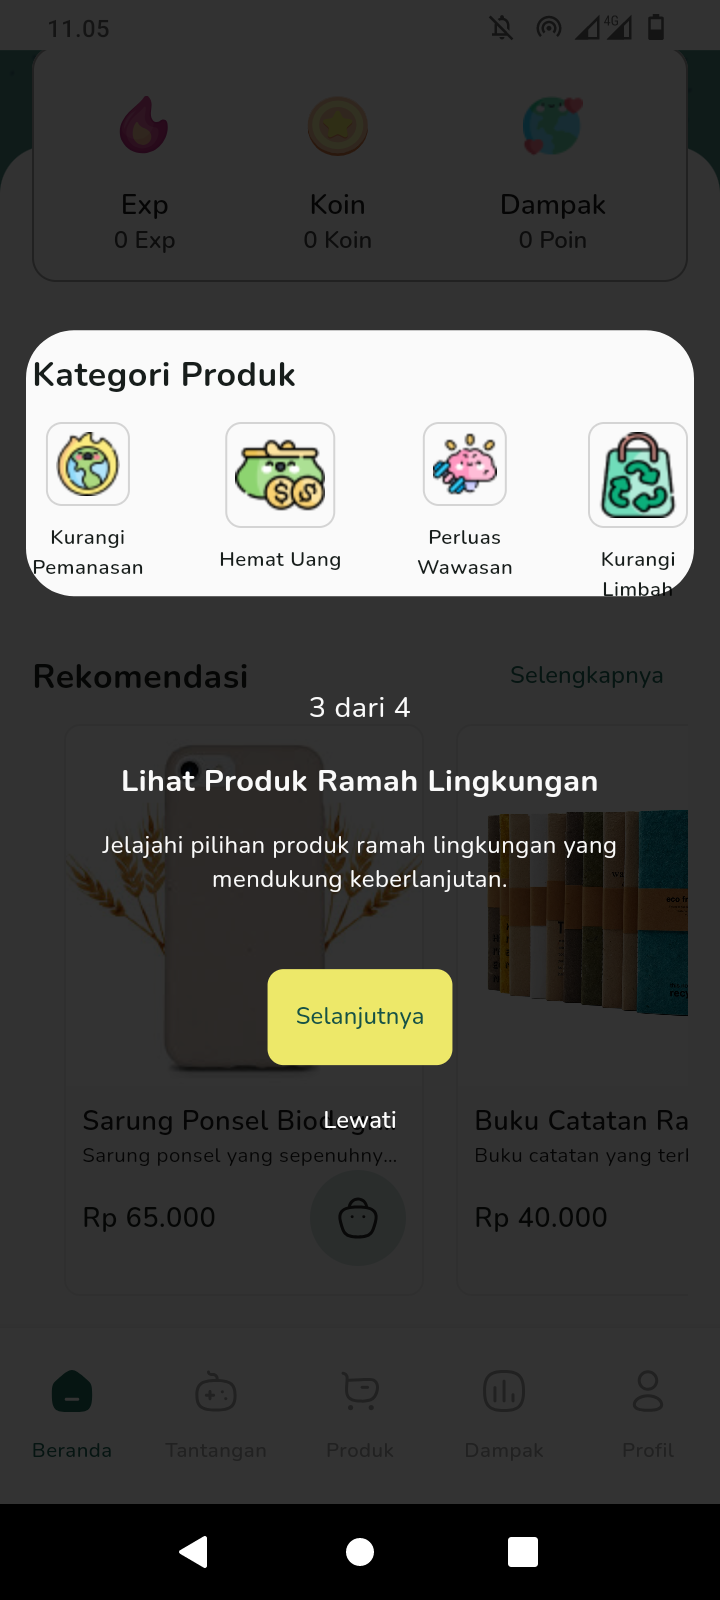 11.05
4G
Exp
Koin
Dampak
0 Exp
0 Koin
0 Poin
Kategori Produk
Kurangi
Pemanasan
Hemat Uang
Perluas
Wawasan
Kurangi
Limbah
Rekomendasi
Selengkapnya
3 dari 4
Lihat Produk Ramah Lingkungan
Jelajahi pilihan produk ramah lingkungan yang
mendukung keberlanjutan.
Selanjutnya
Lewati
Sarung Ponsel
Sarung ponsel yang sepenuhny...
Rp 65.000
Buku Catatan Ra
Buku catatan yang terl
Rp 40.000
Beranda
Tantangan
Produk
Dampak
Profil